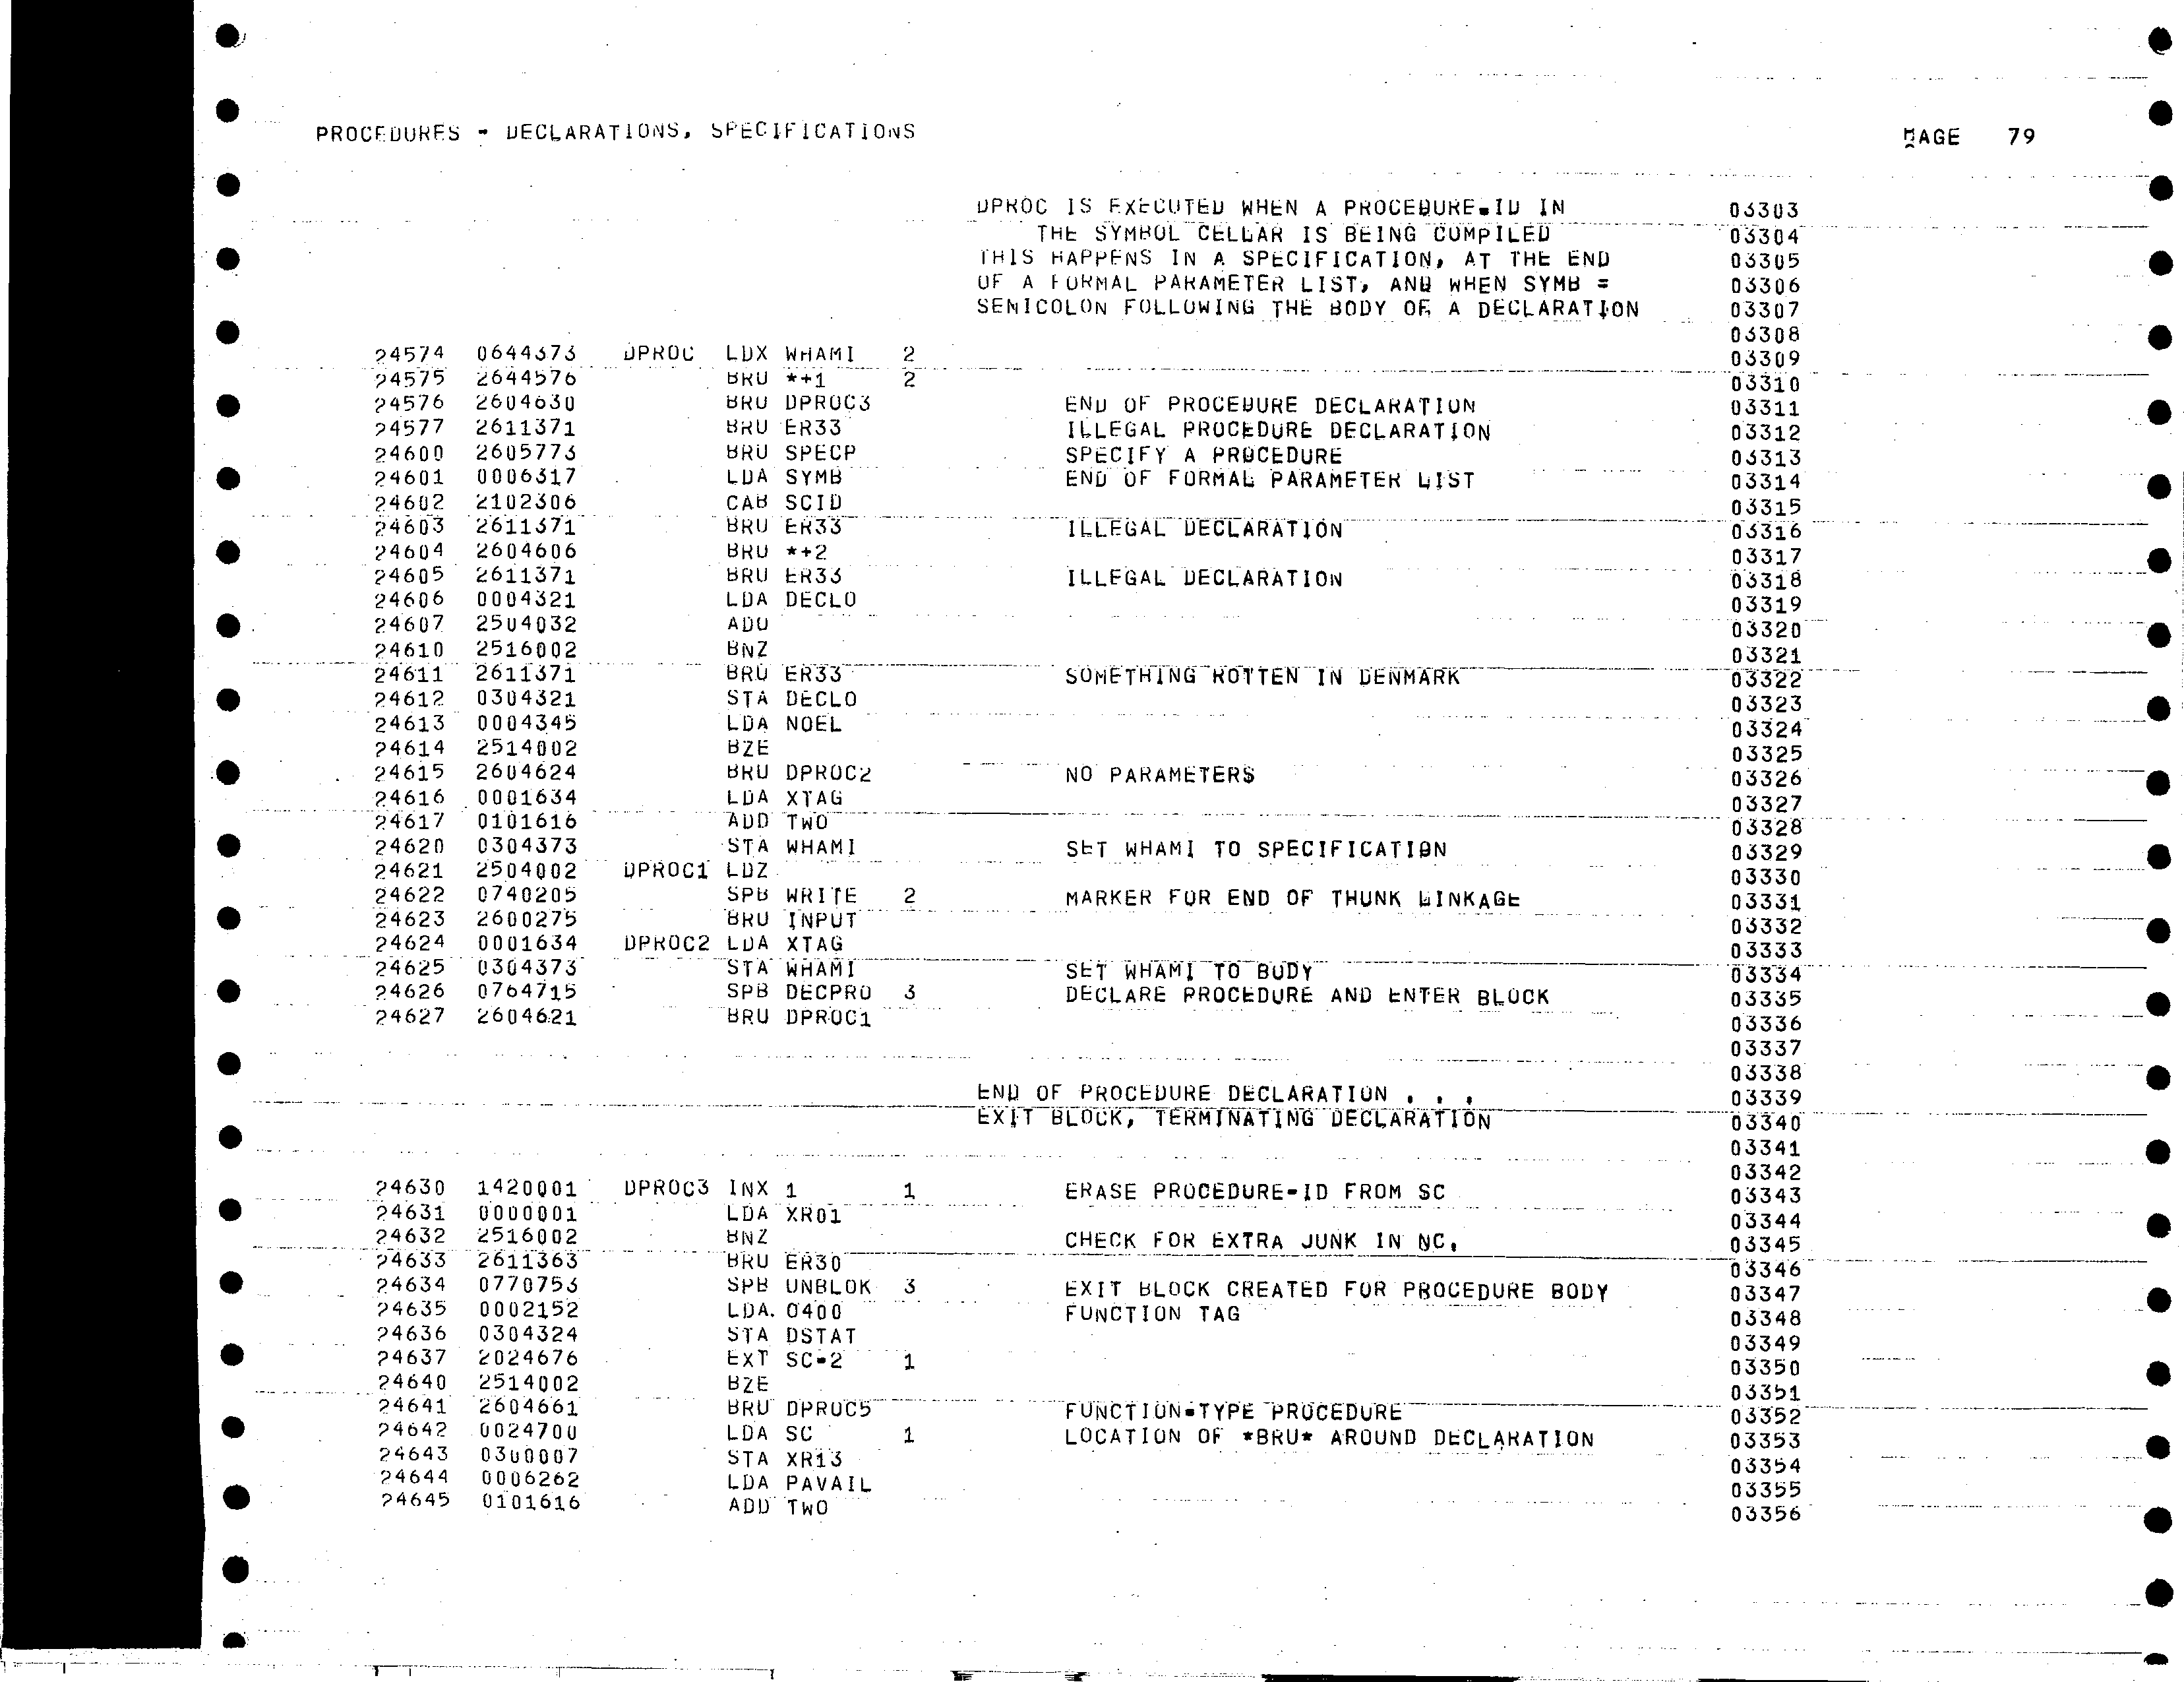 PROCEDURES - DECLARATIONS, SPECIFICATIONS PAGE 79
DPROC IS EXECUTED WHEN A PROCEDURE-ID IN 03303
THE SYMBOL CELLAR IS BEING COMPILED 03304
THIS HAPPENS IN A SPECIFICATION, AT THE END 03305
OF A FORMAL PARAMETER LIST, AND WHEN SYMB = 03306
SEMICOLON FOLLOWING THE BODY OF A DECLARATION 03307
03308
24574 0644373 DPROC LDX WHAMI 2 03309
24575 2644576 BRU *+1 2 03310
24576 2604630 BRU DPROC3 END OF PROCEDURE DECLARATION 03311
24577 2611371 BRU ER33 ILLEGAL PROCEDURE DECLARATION 03312
24600 2605773 BRU SPECP SPECIFY A PROCEDURE 03313
24601 0006317 LDA SYMB END OF FORMAL PARAMETER LIST 03314
24602 2102306 CAB SCID 03315
24603 2611371 BRU ER33 ILLEGAL DECLARATION 03316
24604 2604606 BRU *+2 03317
24605 2611371 BRU ER33 ILLEGAL DECLARATION 03318
24606 0004321 LDA DECLO 03319
24607 2504032 ADO 03320
24610 2516002 BNZ 03321
24611 2611371 BRU ER33 SOMETHING ROTTEN IN DENMARK 03322
24612 0304321 STA DECLO 03323
24613 0004345 LDA NOEL 03324
24614 2514002 BZE 03325
24615 2604624 BRU DPROC2 NO PARAMETERS 03326
24616 0001634 LDA XTAG 03327
24617 0101616 ADD TWO 03328
24620 0304373 STA WHAMI SET WHAMI TO SPECIFICATION 03329
24621 2504002 DPROC1 LDZ 03330
24622 0740205 SPB WRITE 2 MARKER FOR END OF THUNK LINKAGE 03331
24623 2600275 BRU INPUT 03332
24624 0001634 DPROC2 LDA XTAG 03333
24625 0304373 STA WHAMI SET WHAMI TO BODY 03334
24626 0764715 SPB DECPRO 3 DECLARE PROCEDURE AND ENTER BLOCK 03335
24627 2604621 BRU DPROC1 03336
03337
03338
END OF PROCEDURE DECLARATION . . . 03339
EXIT BLOCK, TERMINATING DECLARATION 03340
03341
03342
24630 1420001 DPROC3 INX 1 1 ERASE PROCEDURE-ID FROM SC 03343
24631 0000001 LDA XR01 03344
24632 2516002 BNZ CHECK FOR EXTRA JUNK IN NC. 03345
24633 2611363 BRU ER30 03346
24634 0770753 SPB UNBLOK 3 EXIT BLOCK CREATED FOR PROCEDURE BODY 03347
24635 0002152 LDA O400 FUNCTION TAG 03348
24636 0304324 STA DSTAT 03349
24637 2024676 EXT SC-2 1 03350
24640 2514002 BZE 03351
24641 2604661 BRU DPROC5 FUNCTION-TYPE PROCEDURE 03352
24642 0024700 LDA SC 1 LOCATION OF *BRU* AROUND DECLARATION 03353
24643 0300007 STA XR13 03354
24644 0006262 LDA PAVAIL 03355
24645 0101616 ADD TWO 03356